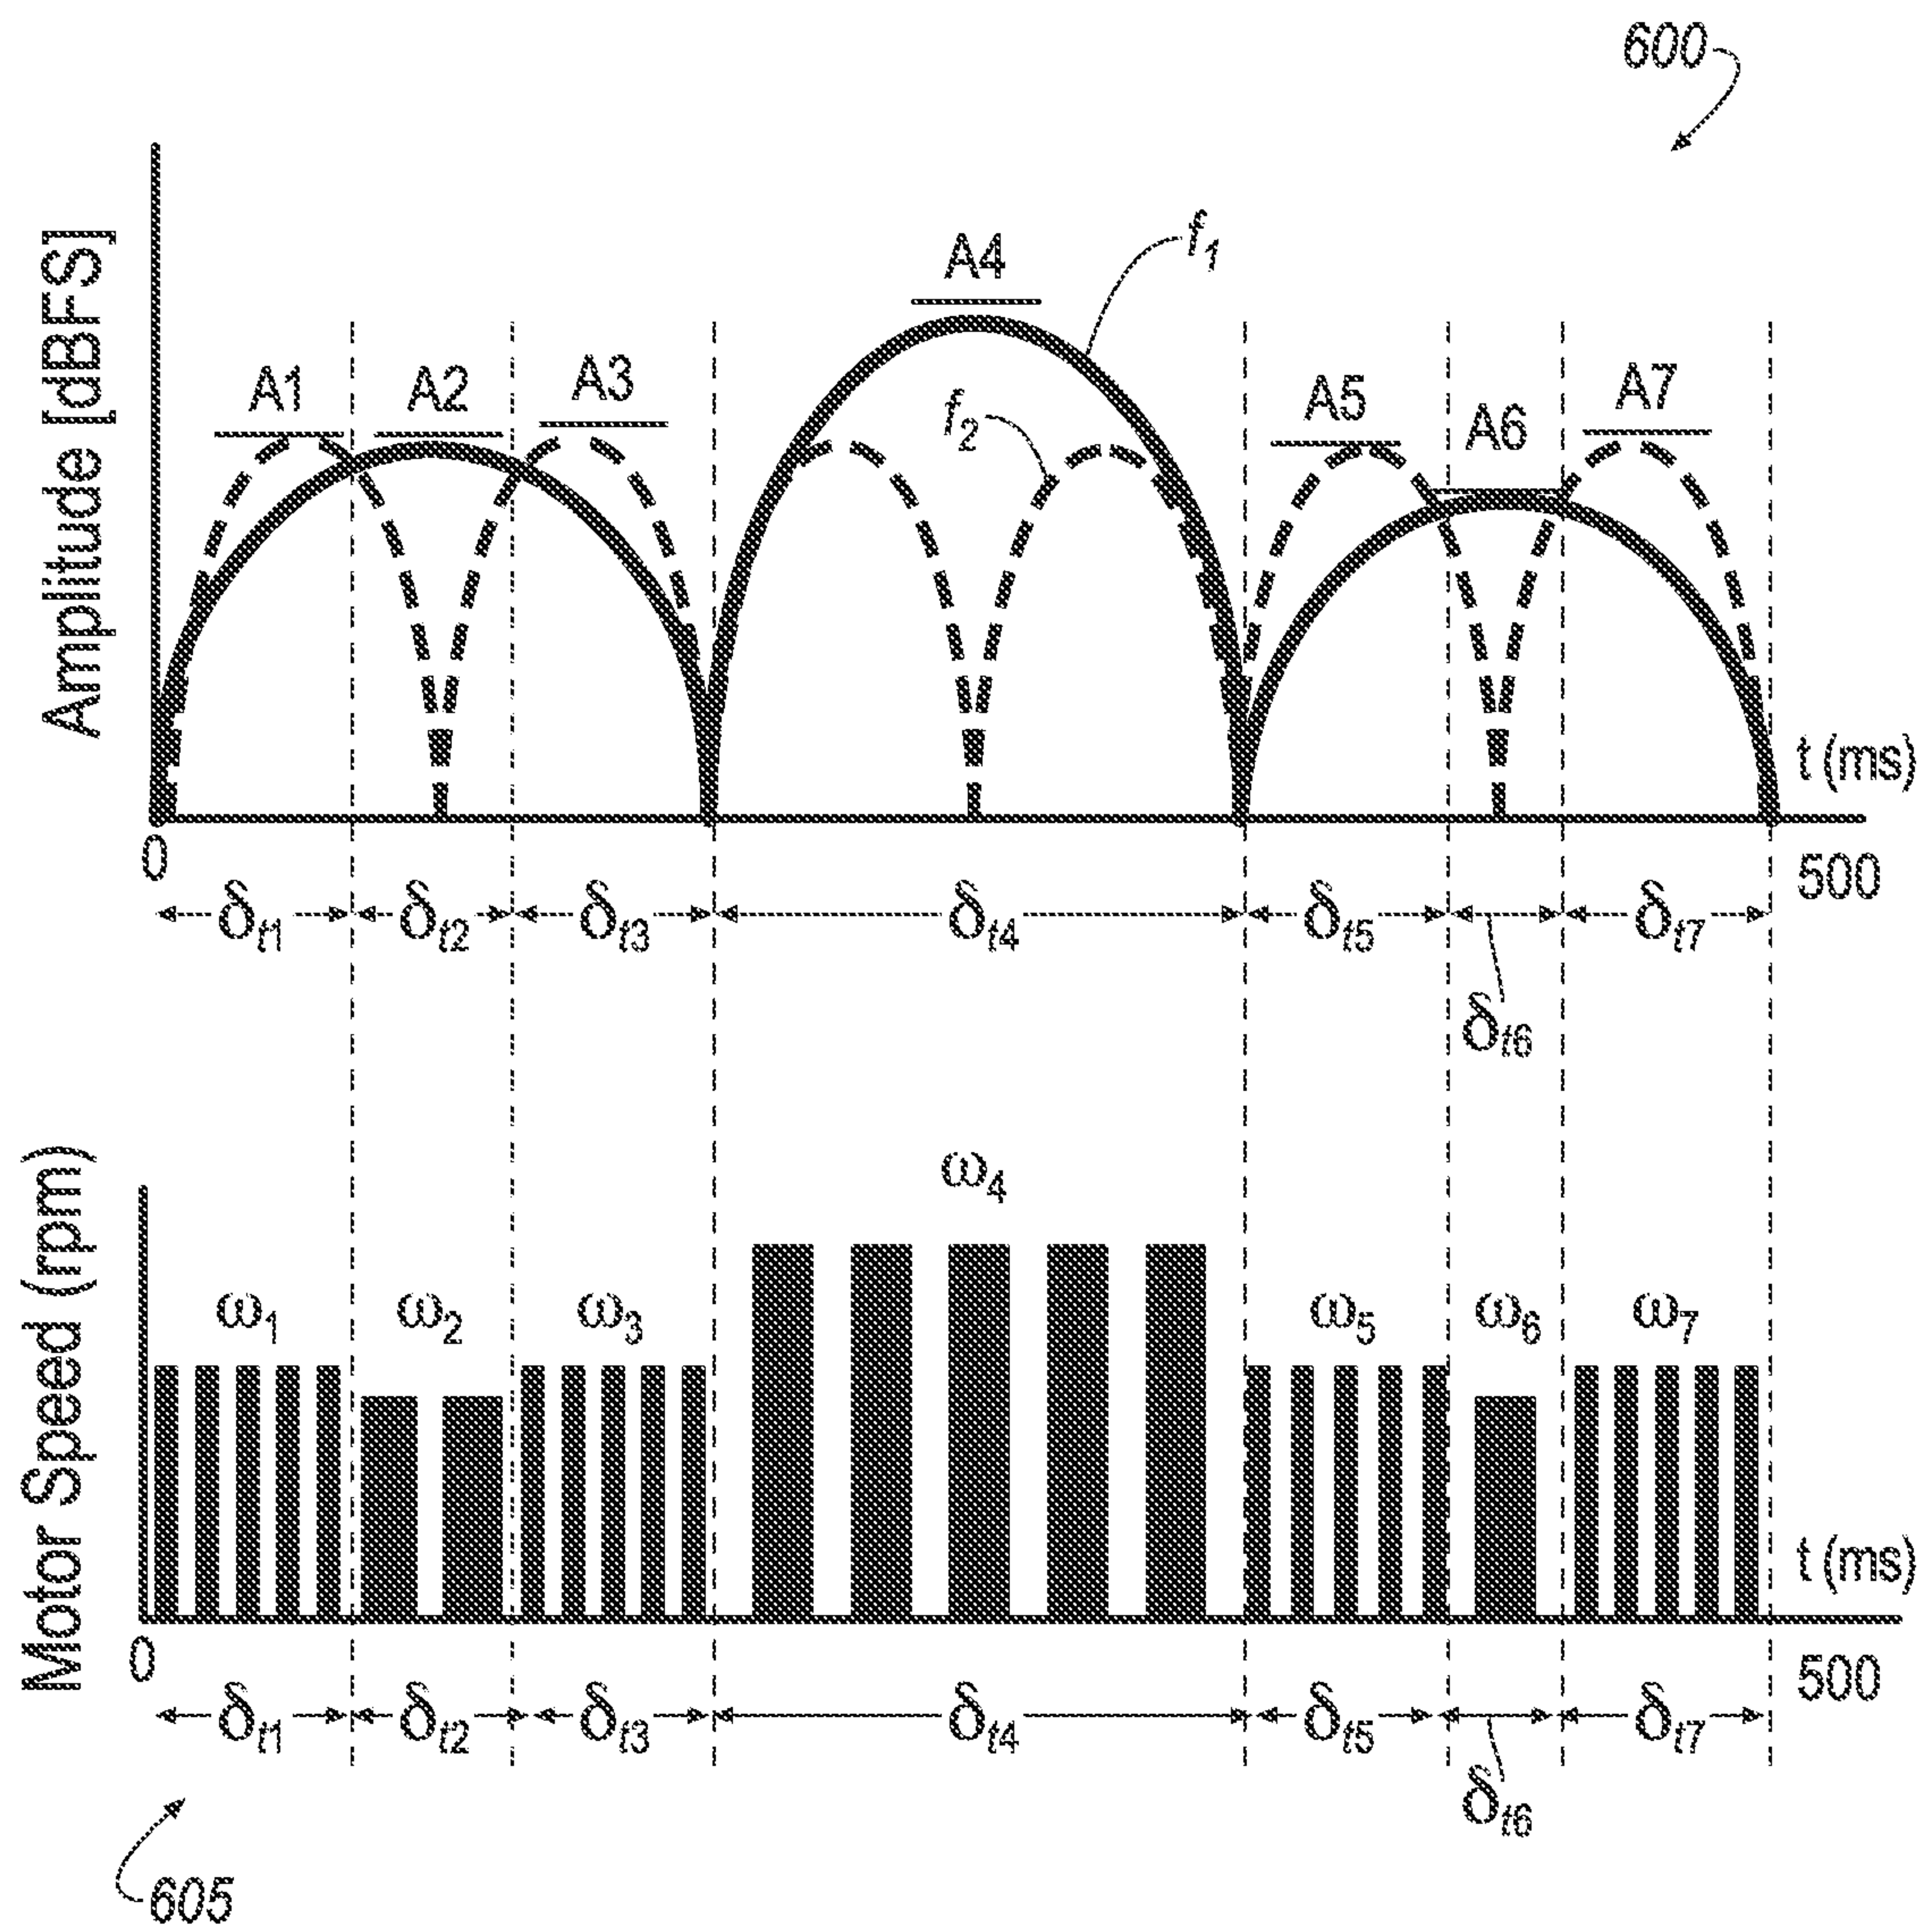 600
Amplitude [dBFS]
A1
A2
A3
A4
f1
f2
A5
A6
A7
t (ms)
0
500
δt1
δt2
δt3
δt4
δt5
δt6
δt7
Motor Speed (rpm)
ω1
ω2
ω3
ω4
ω5
ω6
ω7
t (ms)
0
500
δt1
δt2
δt3
δt4
δt5
δt6
δt7
605